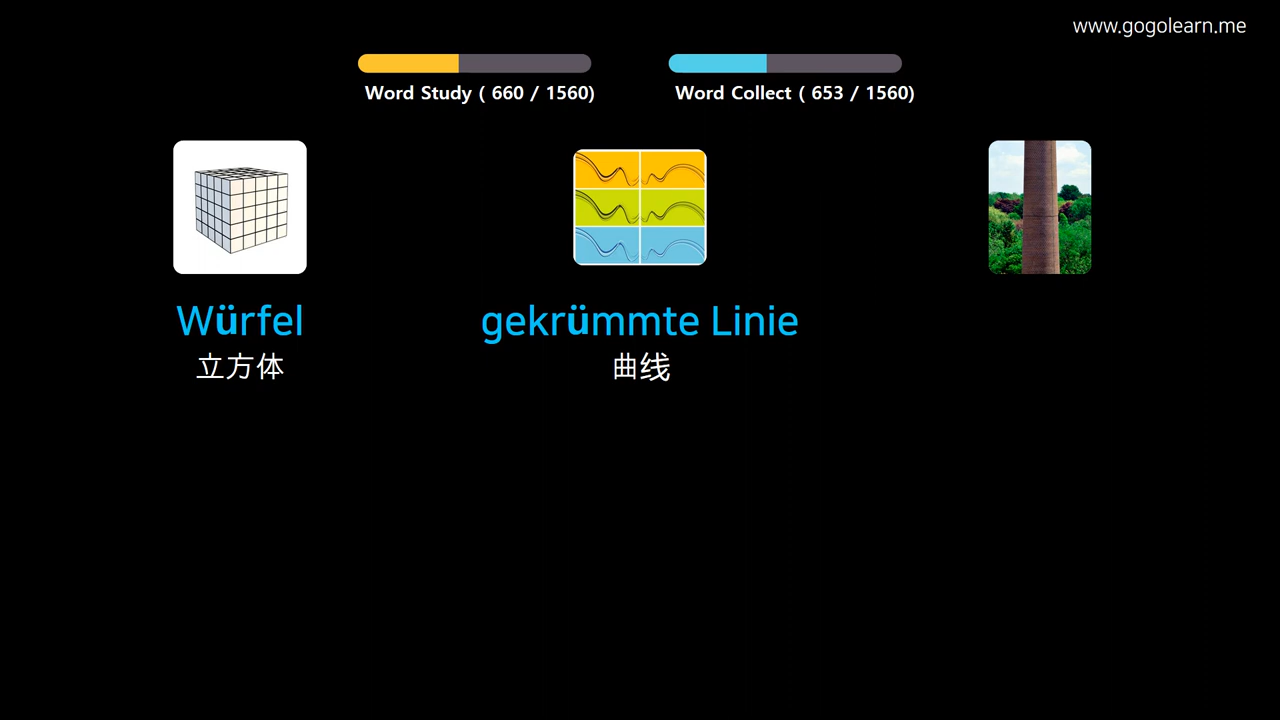 www.gogolearn.me
Word Study ( 660 / 1560)
Word Collect ( 653 / 1560)
Würfel
gekrümmte Linie
立方体
曲线